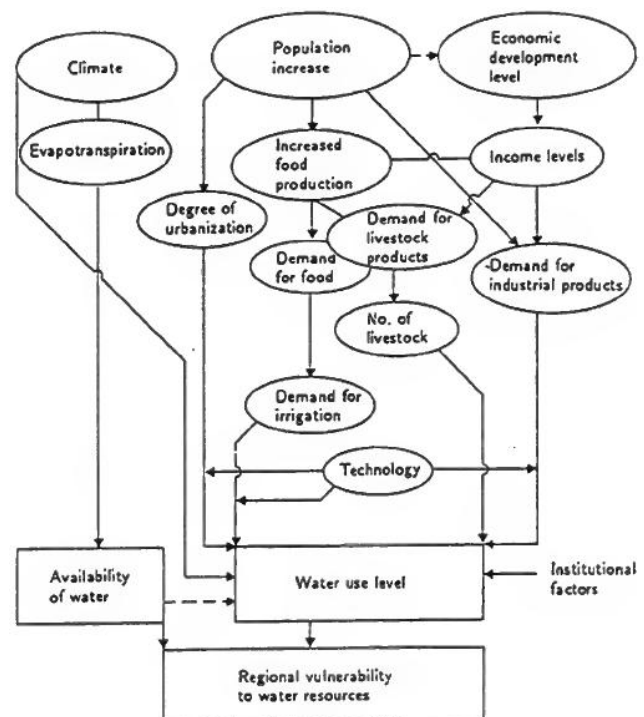 Climate
Population
increase
Economic
development
level
Evapotranspiration
Increased
food
production
Income levels
Degree of
urbanization
Demand for
livestock
products
Demand
for food
-Demand for
industrial products
No. of
livestock
Demand for
irrigation
Technology
Availability
of water
Water use level
Institutional
factors
Regional vulnerability
to water resources